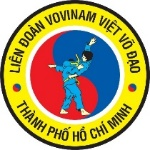 LIÊN ĐOÀN VOVINAM VIỆT VÕ ĐẠO
THÀNH PHỐ HỒ CHÍ MINH